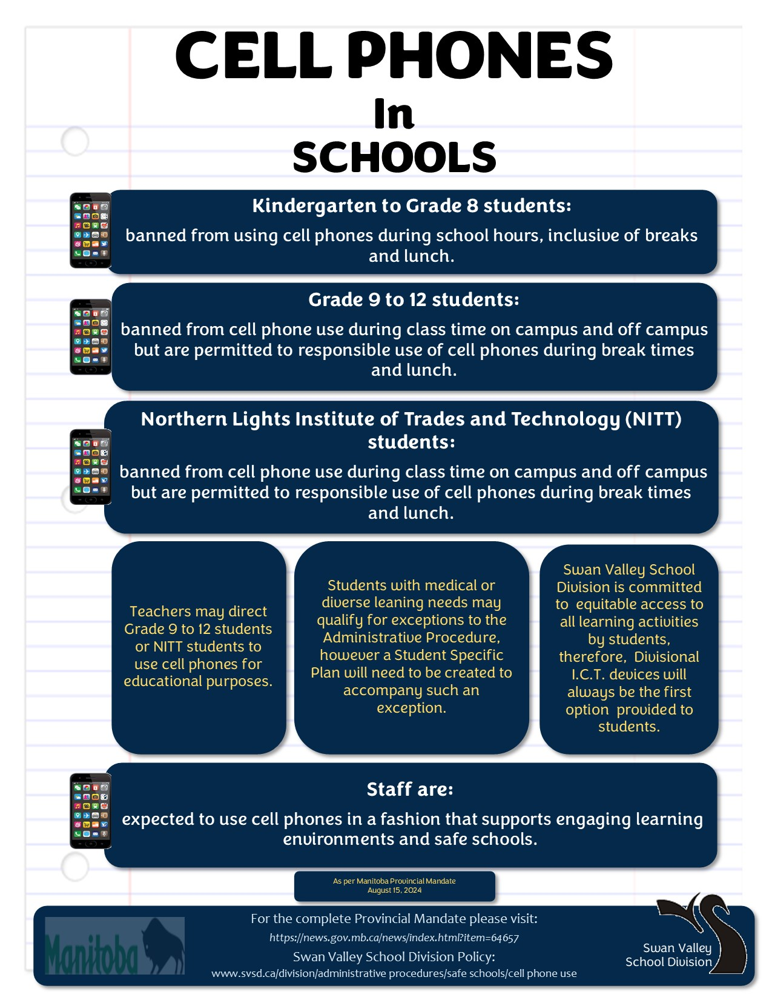 CELL PHONES
In
SCHOOLS
Kindergarten to Grade 8 students:
banned from using cell phones during school hours, inclusive of breaks
and lunch.
Grade 9 to 12 students:
banned from cell phone use during class time on campus and off campus
but are permitted to responsible use of cell phones during break times
and lunch.
Northern Lights Institute of Trades and Technology (NITT)
students:
banned from cell phone use during class time on campus and off campus
but are permitted to responsible use of cell phones during break times
and lunch.
Teachers may direct
Grade 9 to 12 students
or NITT students to
use cell phones for
educational purposes.
Students with medical or
diverse leaning needs may
qualify for exceptions to the
Administrative Procedure,
however a Student Specific
Plan will need to be created to
accompany such an
exception.
Swan Valley School
Division is committed
to equitable access to
all learning activities
by students,
therefore, Divisional
I.C.T. devices will
always be the first
option provided to
students.
Staff are:
expected to use cell phones in a fashion that supports engaging learning
environments and safe schools.
As per Manitoba Provincial Mandate
August 15, 2024
For the complete Provincial Mandate please visit:
https://news.gov.mb.ca/news/index.html?item=64657
Swan Valley School Division Policy:
www.svsd.ca/division/administrative procedures/safe schools/cell phone use
Manitoba
Swan Valley
School Division